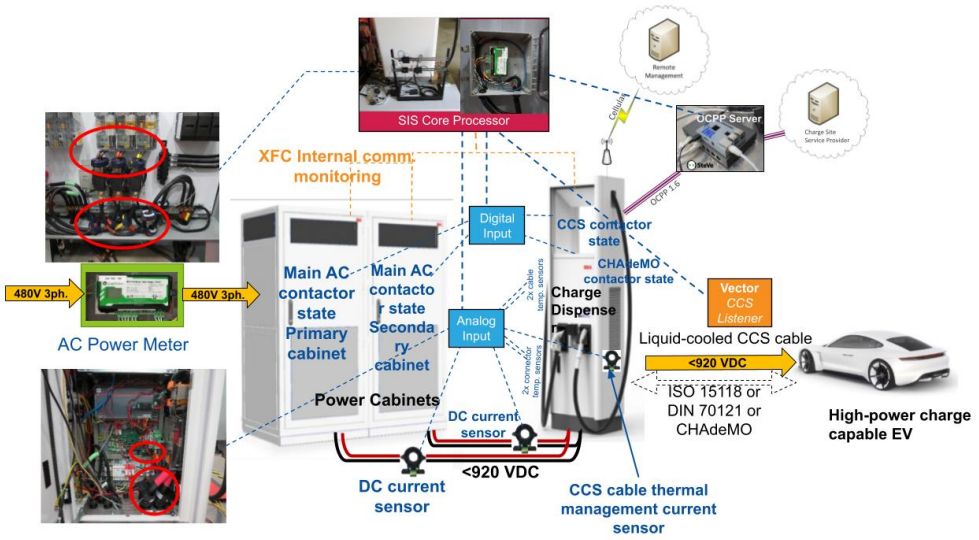 Remote
Management
Cellular
OCPP Server
SteVe
Charge Site
Service Provider
OCPP 1.6
SIS Core Processor
XFC Internal comm.
monitoring
Digital
Input
CCS contactor
state
CHAdeMO
contactor state
Main AC
contactor
state
Primary
cabinet
Main AC
contacto
r state
Seconda
ry cabinet
480V 3ph.
480V 3ph.
AC Power Meter
2x cable
temp. sensors
Charge
Dispense
r
Analog
Input
2x connector
temp. sensors
Vector
CCS
Listener
Liquid-cooled CCS cable
<920 VDC
ISO 15118 or
DIN 70121 or
CHAdeMO
High-power charge
capable EV
Power Cabinets
DC current
sensor
<920 VDC
DC current
sensor
CCS cable thermal
management current
sensor